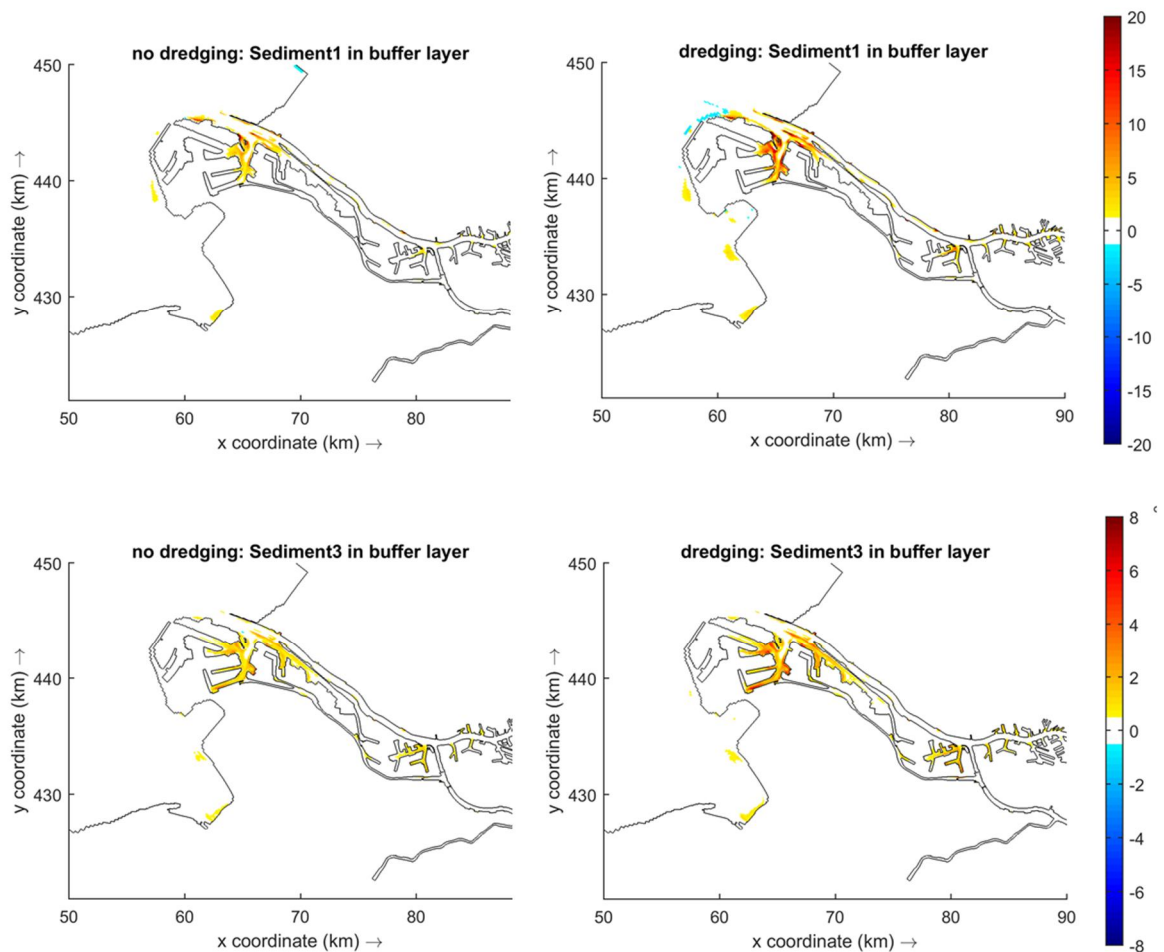 no dredging: Sediment1 in buffer layer
450
440
430
y coordinate (km) →
50 60 70 80
x coordinate (km) →
dredging: Sediment1 in buffer layer
450
440
430
y coordinate (km) →
50 60 70 80 90
x coordinate (km) →
20
15
10
5
0
-5
-10
-15
-20
no dredging: Sediment3 in buffer layer
450
440
430
y coordinate (km) →
50 60 70 80
x coordinate (km) →
dredging: Sediment3 in buffer layer
450
440
430
y coordinate (km) →
50 60 70 80 90
x coordinate (km) →
8
6
4
2
0
-2
-4
-6
-8